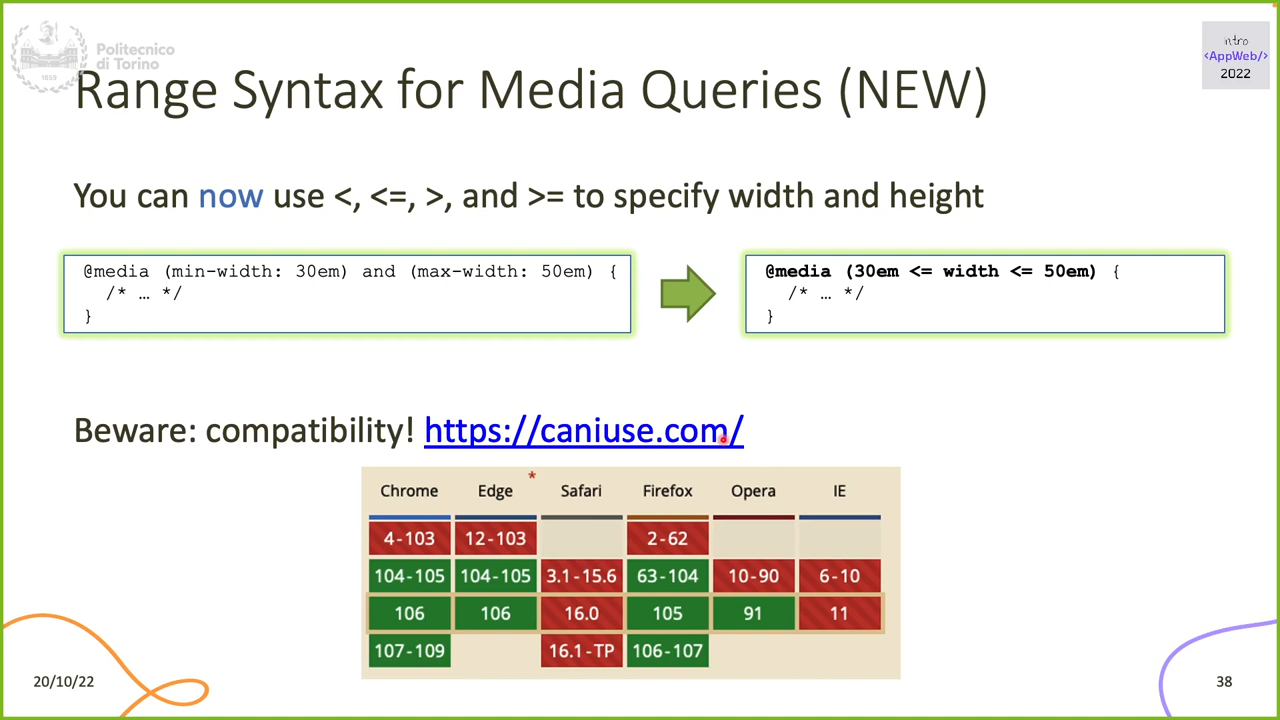 Politecnico
di Torino
1859
intro
<AppWeb/>
2022
Range Syntax for Media Queries (NEW)
You can now use <, <=, >, and >= to specify width and height
@media (min-width: 30em) and (max-width: 50em) {
/* … */
}
@media (30em <= width <= 50em) {
/* … */
}
Beware: compatibility! https://caniuse.com/
Chrome Edge * Safari Firefox Opera IE
4-103 12-103 2-62
104-105 104-105 3.1-15.6 63-104 10-90 6-10
106 106 16.0 105 91 11
107-109 16.1-TP 106-107
20/10/22
38